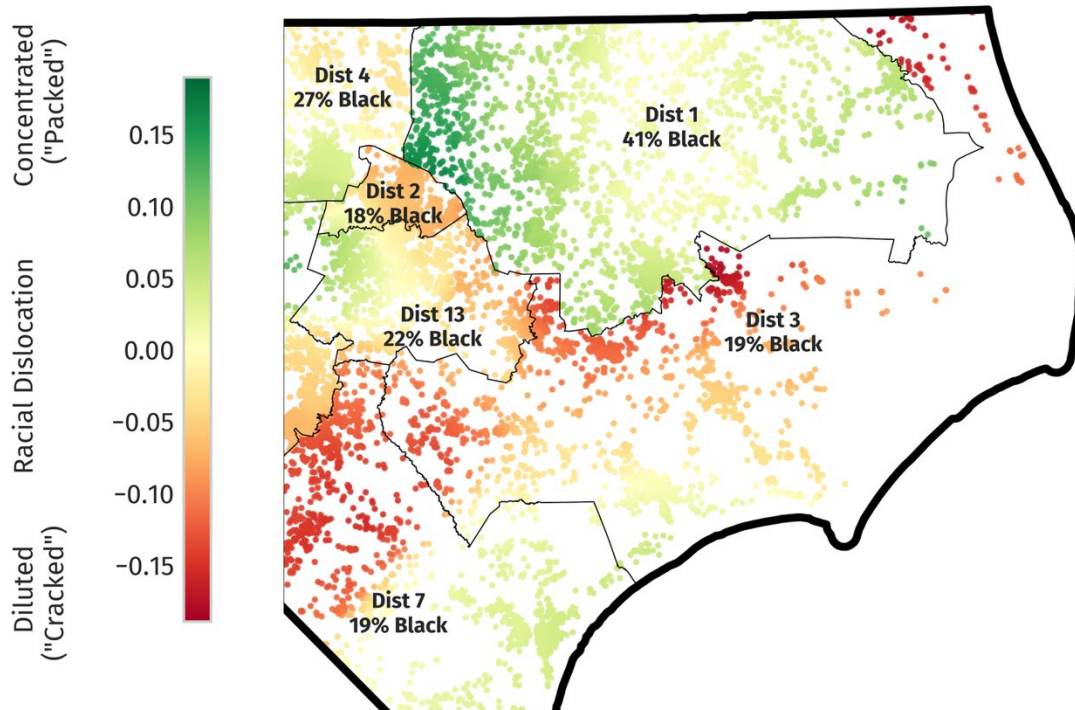 Concentrated
("Packed")
Racial Dislocation
Diluted
("Cracked")
0.15
0.10
0.05
0.00
−0.05
−0.10
−0.15
Dist 4
27% Black
Dist 1
41% Black
Dist 2
18% Black
Dist 13
22% Black
Dist 3
19% Black
Dist 7
19% Black